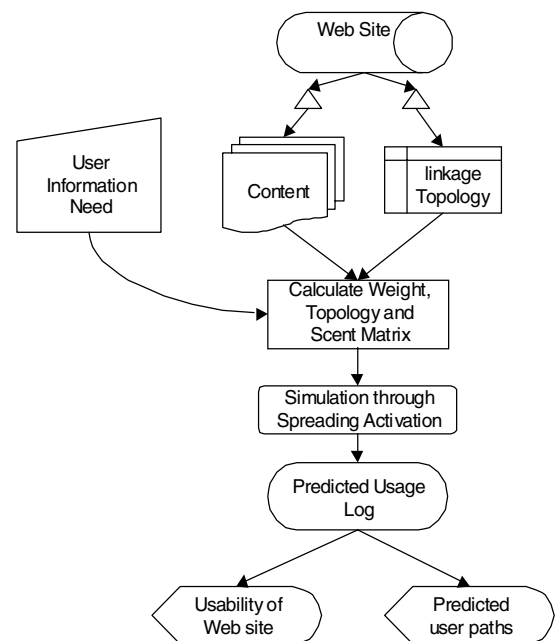 Web Site
User
Information
Need
Content
linkage
Topology
Calculate Weight,
Topology and
Scent Matrix
Simulation through
Spreading Activation
Predicted Usage
Log
Usability of
Web site
Predicted
user paths